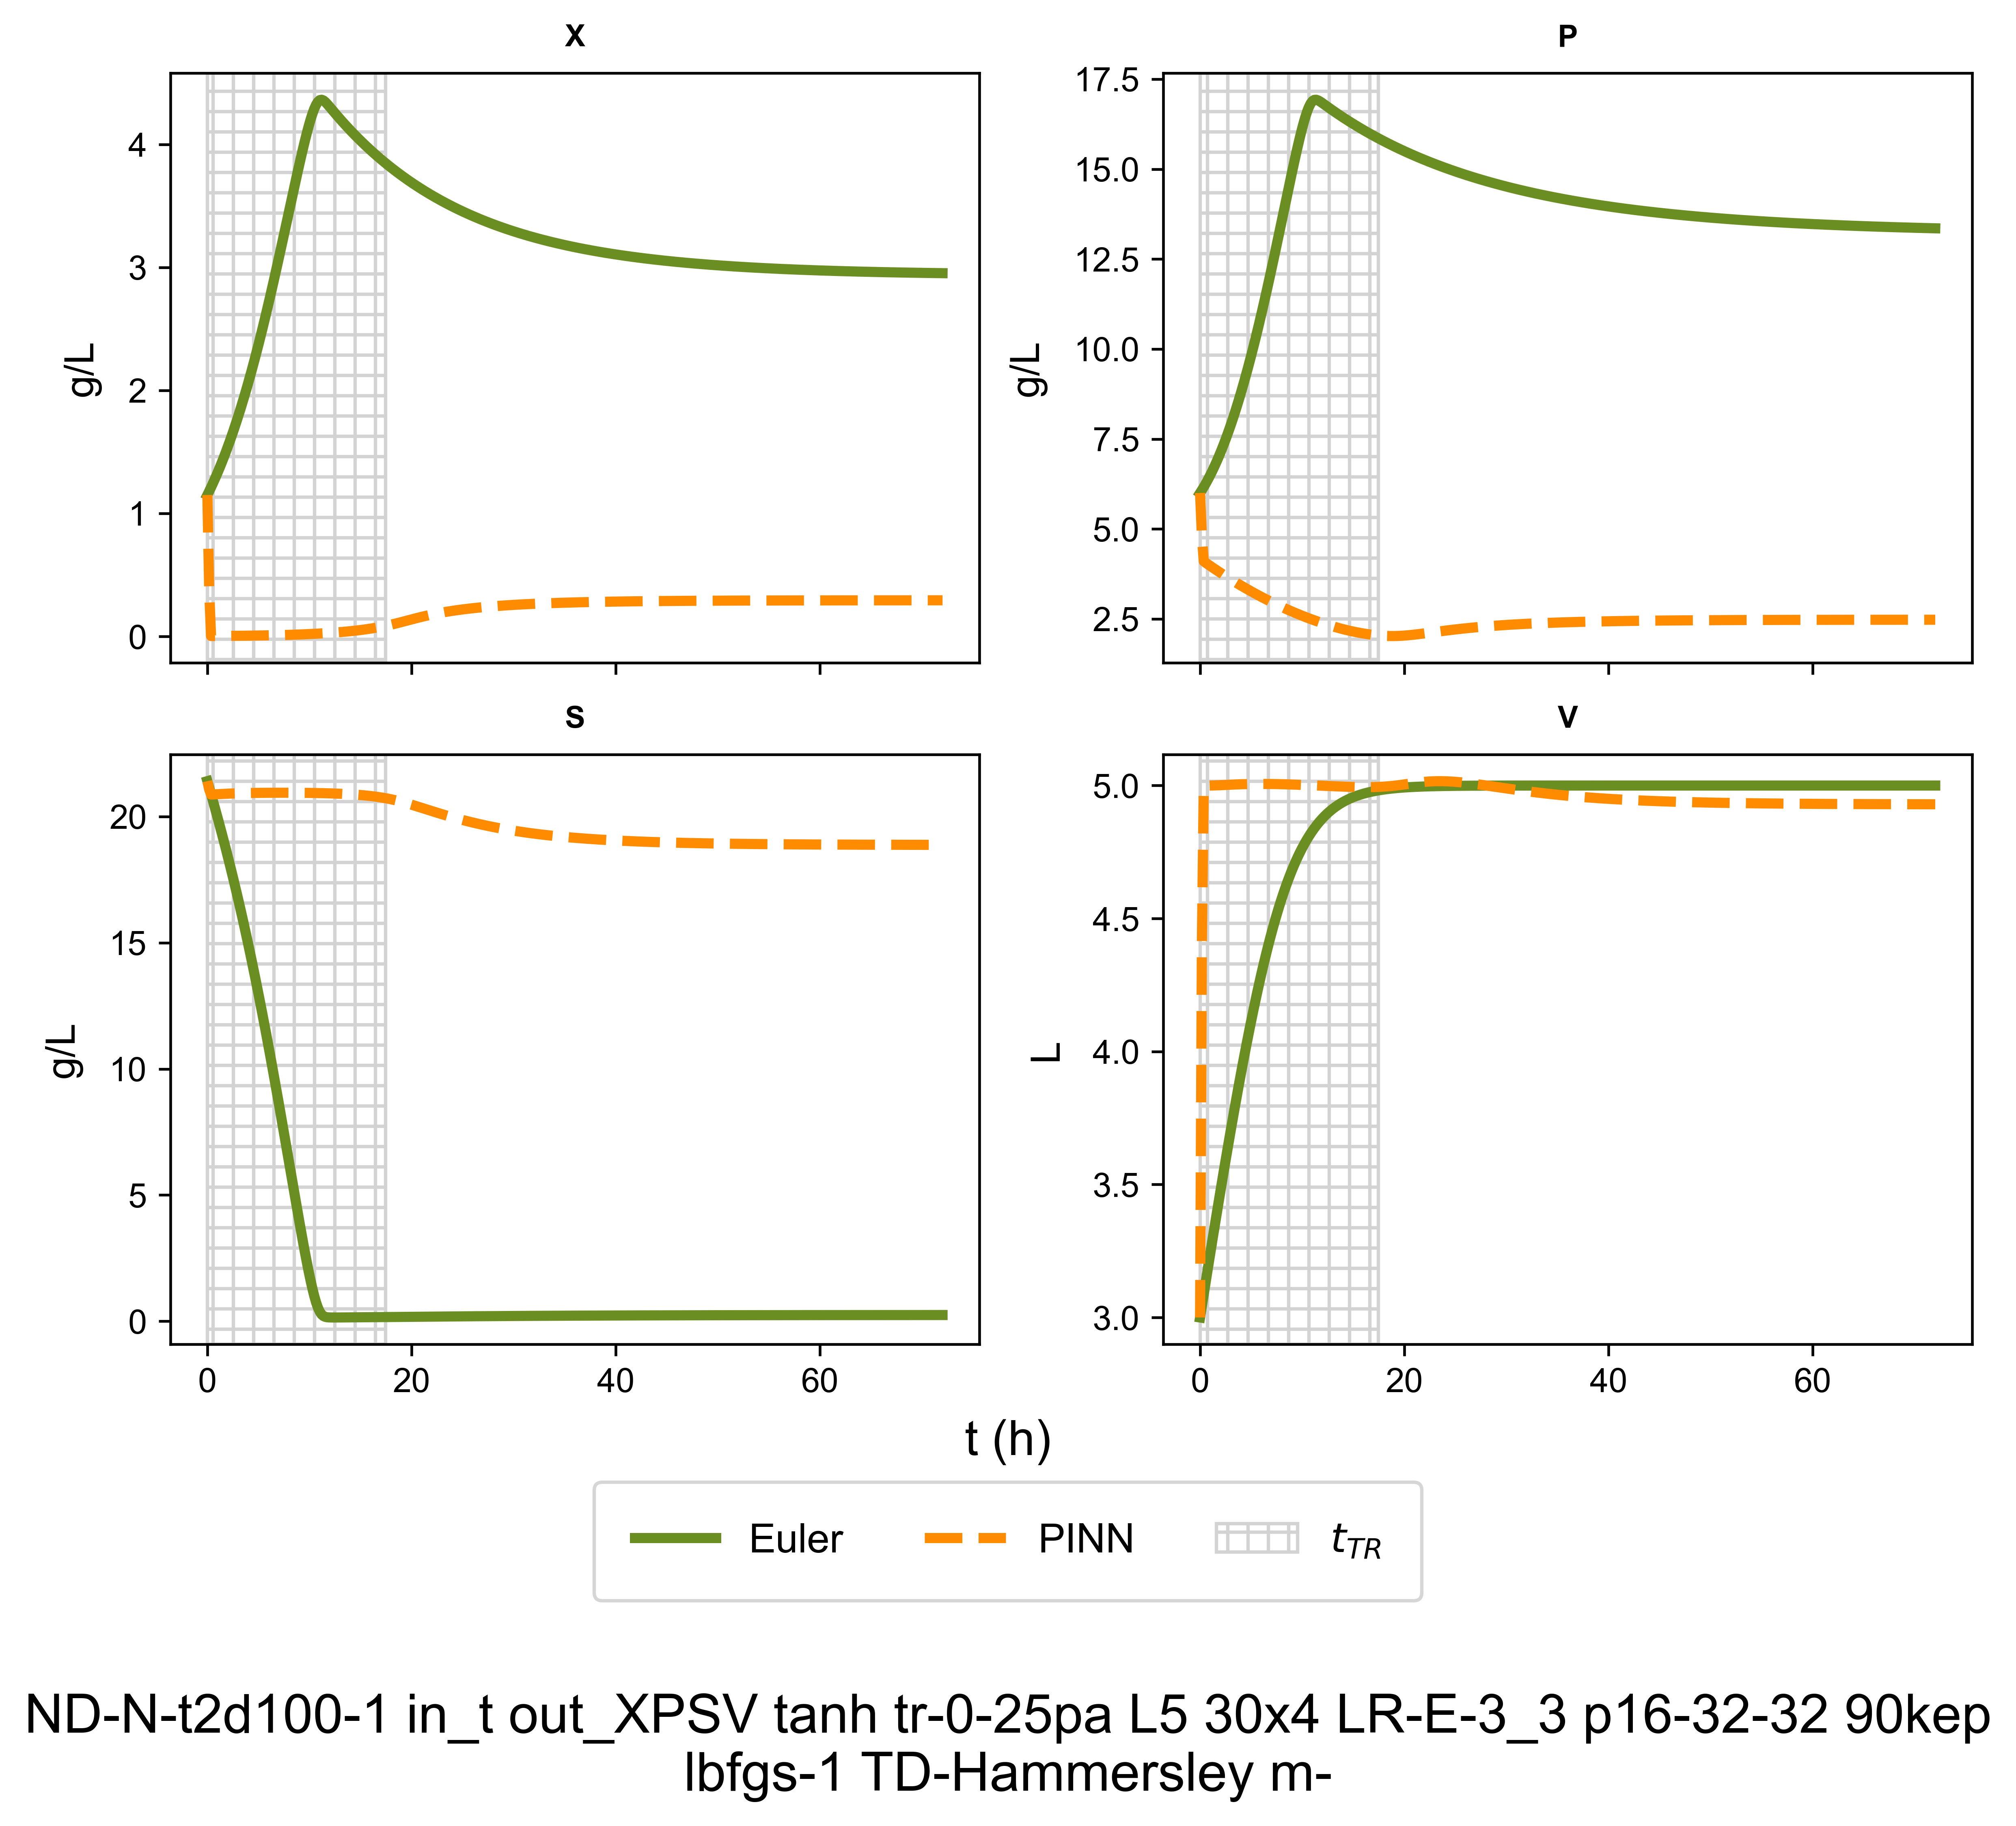 X
P
g/L
4
3
2
1
0
g/L
17.5
15.0
12.5
10.0
7.5
5.0
2.5
S
V
g/L
20
15
10
5
0
0 20 40 60
L
5.0
4.5
4.0
3.5
3.0
0 20 40 60
t (h)
Euler PINN t_TR
ND-N-t2d100-1 in_t out_XPSV tanh tr-0-25pa L5 30x4 LR-E-3_3 p16-32-32 90kep
lbfgs-1 TD-Hammersley m-